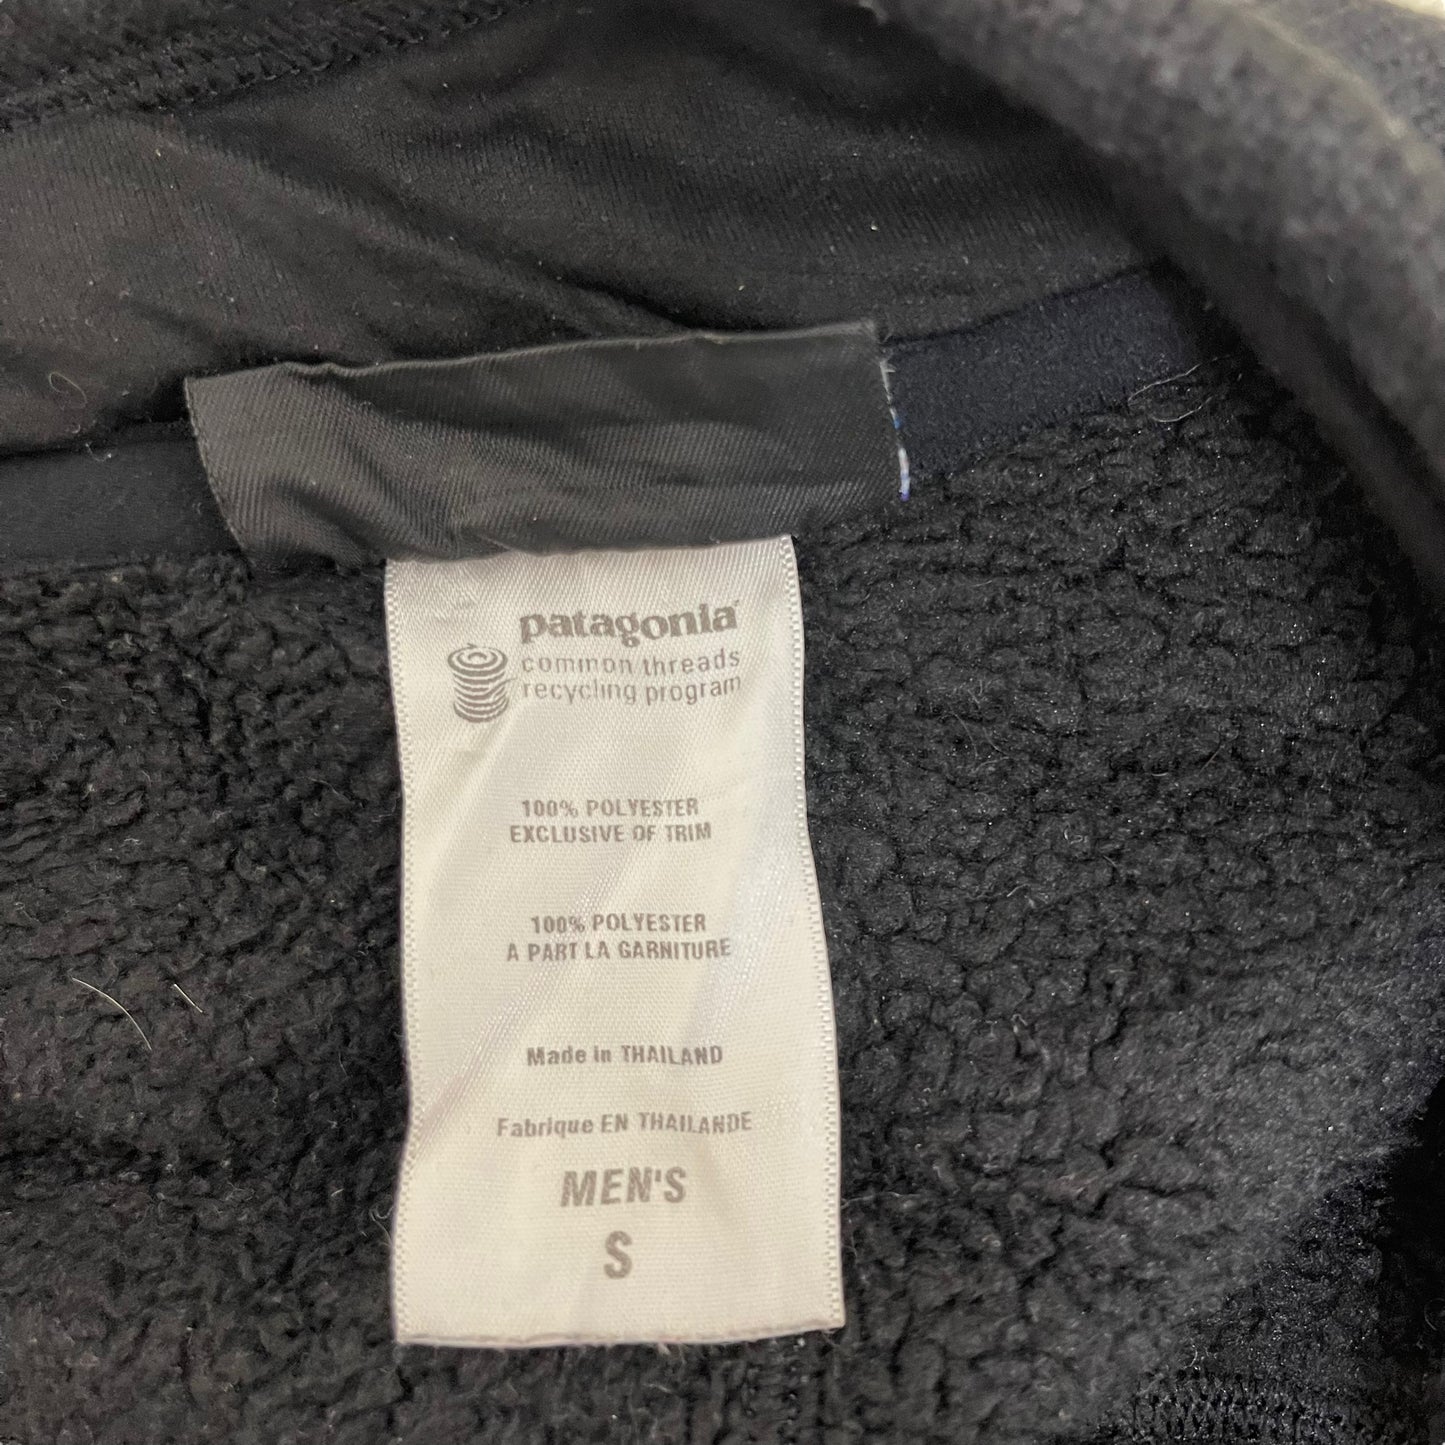 patagonia
common threads
recycling program
100% POLYESTER
EXCLUSIVE OF TRIM
100% POLYESTER
A PART LA GARNITURE
Made in THAILAND
Fabrique EN THAILANDE
MEN'S
S